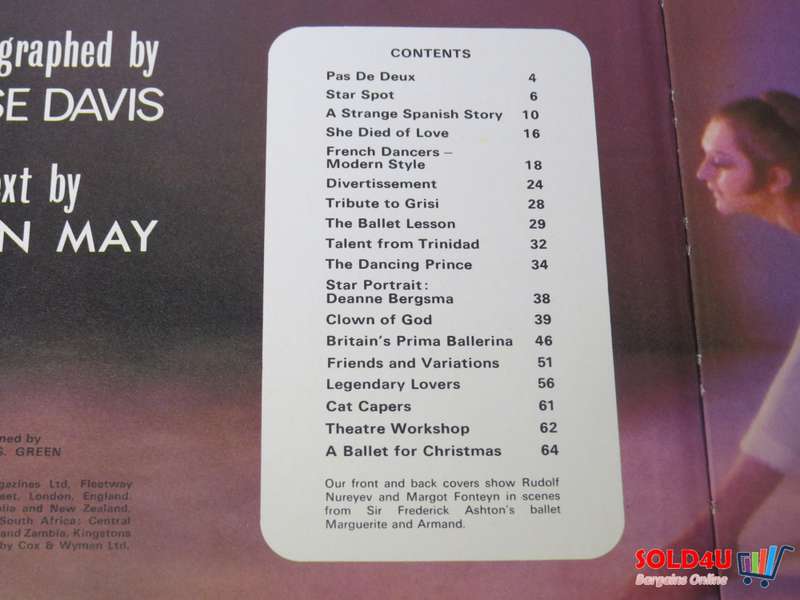 graphed by
SE DAVIS
ext by
N MAY
CONTENTS
Pas De Deux 4
Star Spot 6
A Strange Spanish Story 10
She Died of Love 16
French Dancers –
Modern Style 18
Divertissement 24
Tribute to Grisi 28
The Ballet Lesson 29
Talent from Trinidad 32
The Dancing Prince 34
Star Portrait:
Deanne Bergsma 38
Clown of God 39
Britain's Prima Ballerina 46
Friends and Variations 51
Legendary Lovers 56
Cat Capers 61
Theatre Workshop 62
A Ballet for Christmas 64
Our front and back covers show Rudolf
Nureyev and Margot Fonteyn in scenes
from Sir Frederick Ashton's ballet
Marguerite and Armand.
ned by
S. GREEN
gazines Ltd, Fleetway
eet, London, England.
alia and New Zealand,
South Africa: Central
and Zambia, Kingstons
by Cox & Wyman Ltd,
SOLD4U
Bargains Online